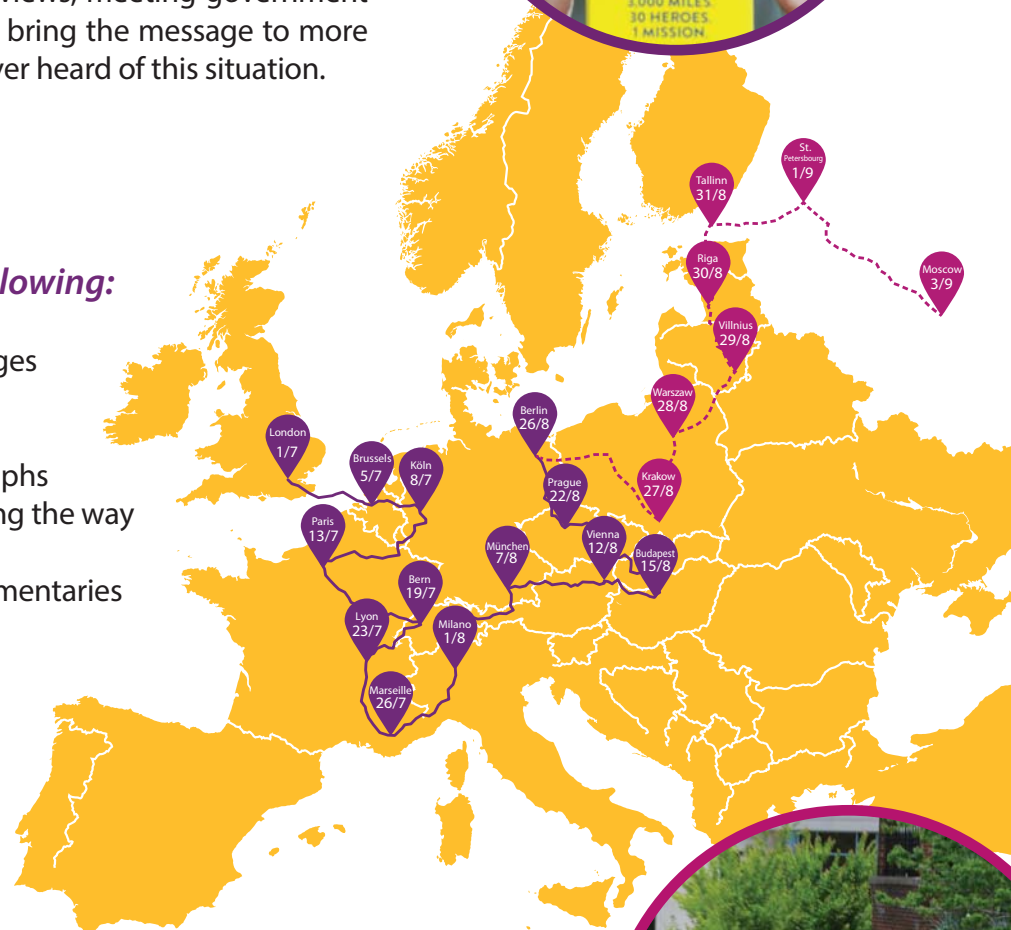 views, meeting government
bring the message to more
ver heard of this situation.
3.000 MILES.
30 HEROES.
1 MISSION.
lowing:
ges
phs
ng the way
mentaries
St.
Petersbourg
1/9
Tallinn
31/8
Riga
30/8
Moscow
3/9
Villnius
29/8
Warszaw
28/8
Berlin
26/8
London
1/7
Brussels
5/7
Köln
8/7
Prague
22/8
Krakow
27/8
Paris
13/7
München
7/8
Vienna
12/8
Budapest
15/8
Bern
19/7
Lyon
23/7
Milano
1/8
Marseille
26/7